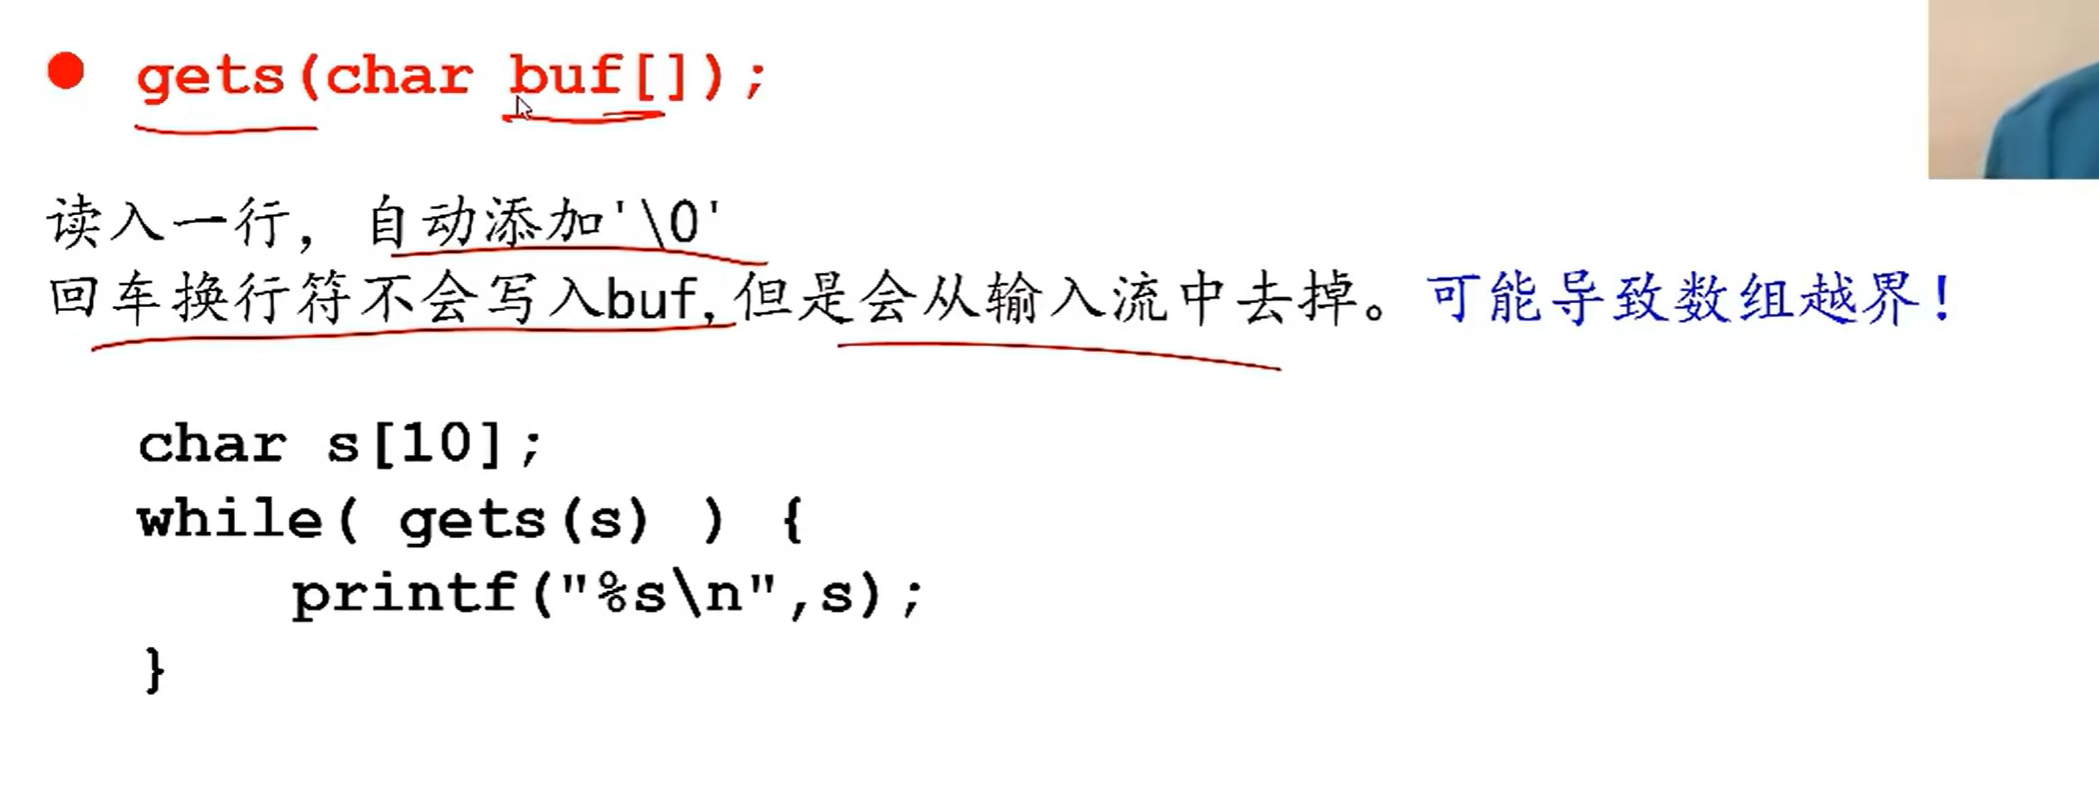 ● gets(char buf[]);
读入一行，自动添加'\0'
回车换行符不会写入buf,但是会从输入流中去掉。可能导致数组越界！
char s[10];
while( gets(s) ) {
printf("%s\n",s);
}